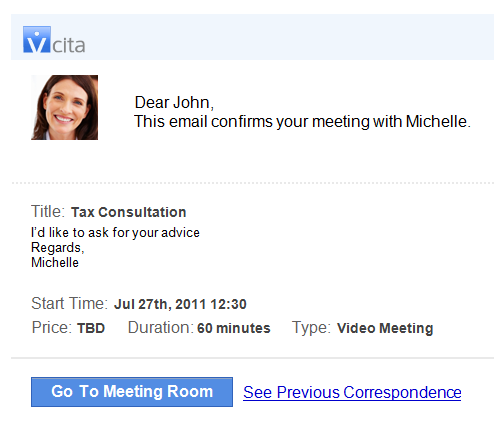 vcita
Dear John,
This email confirms your meeting with Michelle.
Title: Tax Consultation
I'd like to ask for your advice
Regards,
Michelle
Start Time: Jul 27th, 2011 12:30
Price: TBD Duration: 60 minutes Type: Video Meeting
Go To Meeting Room See Previous Correspondence